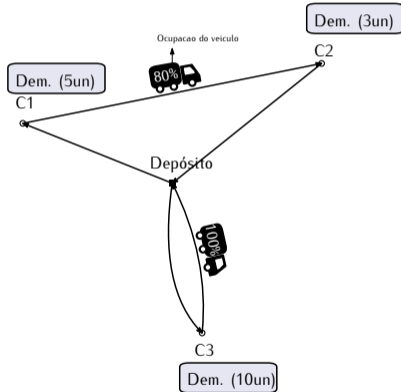 Ocupacao do veiculo
Dem. (3un)
C2
80%
Dem. (5un)
C1
Depósito
100%
C3
Dem. (10un)